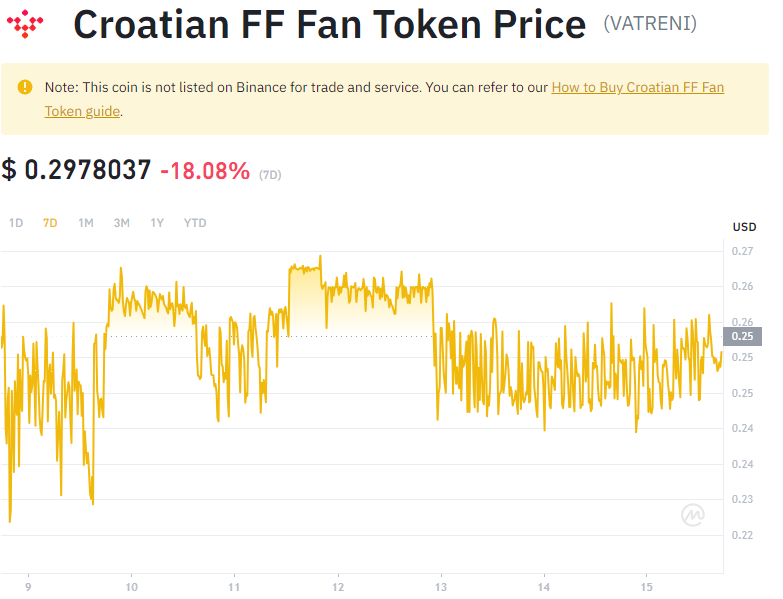 Croatian FF Fan Token Price (VATRENI)
Note: This coin is not listed on Binance for trade and service. You can refer to our How to Buy Croatian FF Fan
Token guide.
$ 0.2978037 -18.08% (7D)
1D 7D 1M 3M 1Y YTD
USD
0.27
0.26
0.26
0.25
0.25
0.25
0.24
0.24
0.23
0.22
9 10 11 12 13 14 15